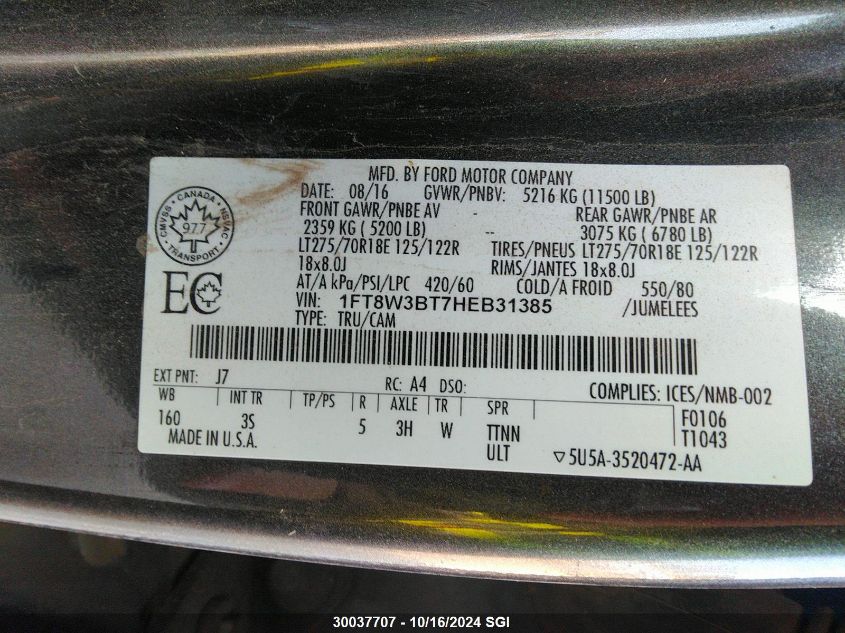 MFD. BY FORD MOTOR COMPANY
DATE: 08/16 GVWR/PNBV: 5216 KG (11500 LB)
FRONT GAWR/PNBE AV - REAR GAWR/PNBE AR
2359 KG ( 5200 LB) - 3075 KG ( 6780 LB)
LT275/70R18E 125/122R TIRES/PNEUS LT275/70R18E 125/122R
18x8.0J RIMS/JANTES 18x8.0J
AT/A kPa/PSI/LPC 420/60 COLD/A FROID 550/80
VIN: 1FT8W3BT7HEB31385 /JUMELEES
TYPE: TRU/CAM
CMVSS · CANADA · NSVAC
977
TRANSPORT
EC
EXT PNT: J7 RC: A4 DSO: COMPLIES: ICES/NMB-002
WB INT TR TP/PS R AXLE TR SPR F0106
160 3S 5 3H W TTNN T1043
MADE IN U.S.A. ULT ▽5U5A-3520472-AA
30037707 - 10/16/2024 SGI